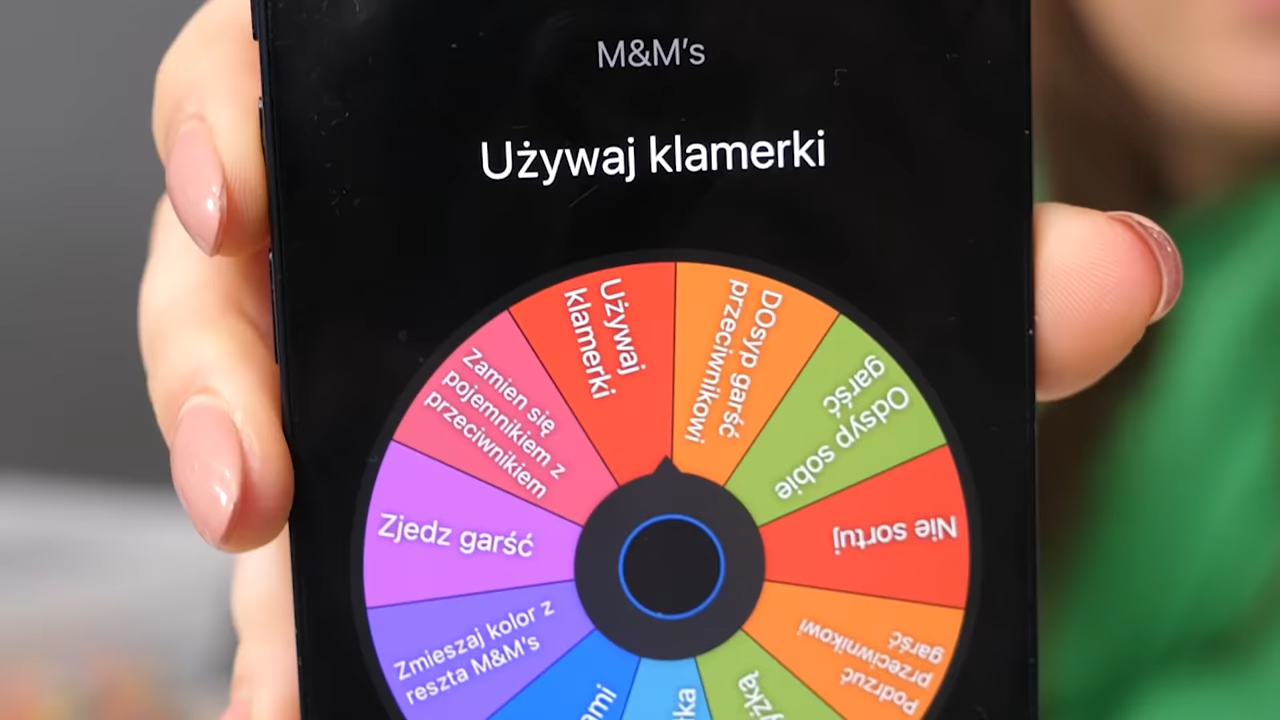 M&M's
Używaj klamerki
Używaj
klamerki
DOsyp garść
przeciwnikowi
Odsyp sobie
garść
Nie sortuj
Podrzuć
przeciwnikowi
garść
Zamien się
pojemnikiem z
przeciwnikiem
Zjedz garść
Zmieszaj kolor z
reszta M&M's